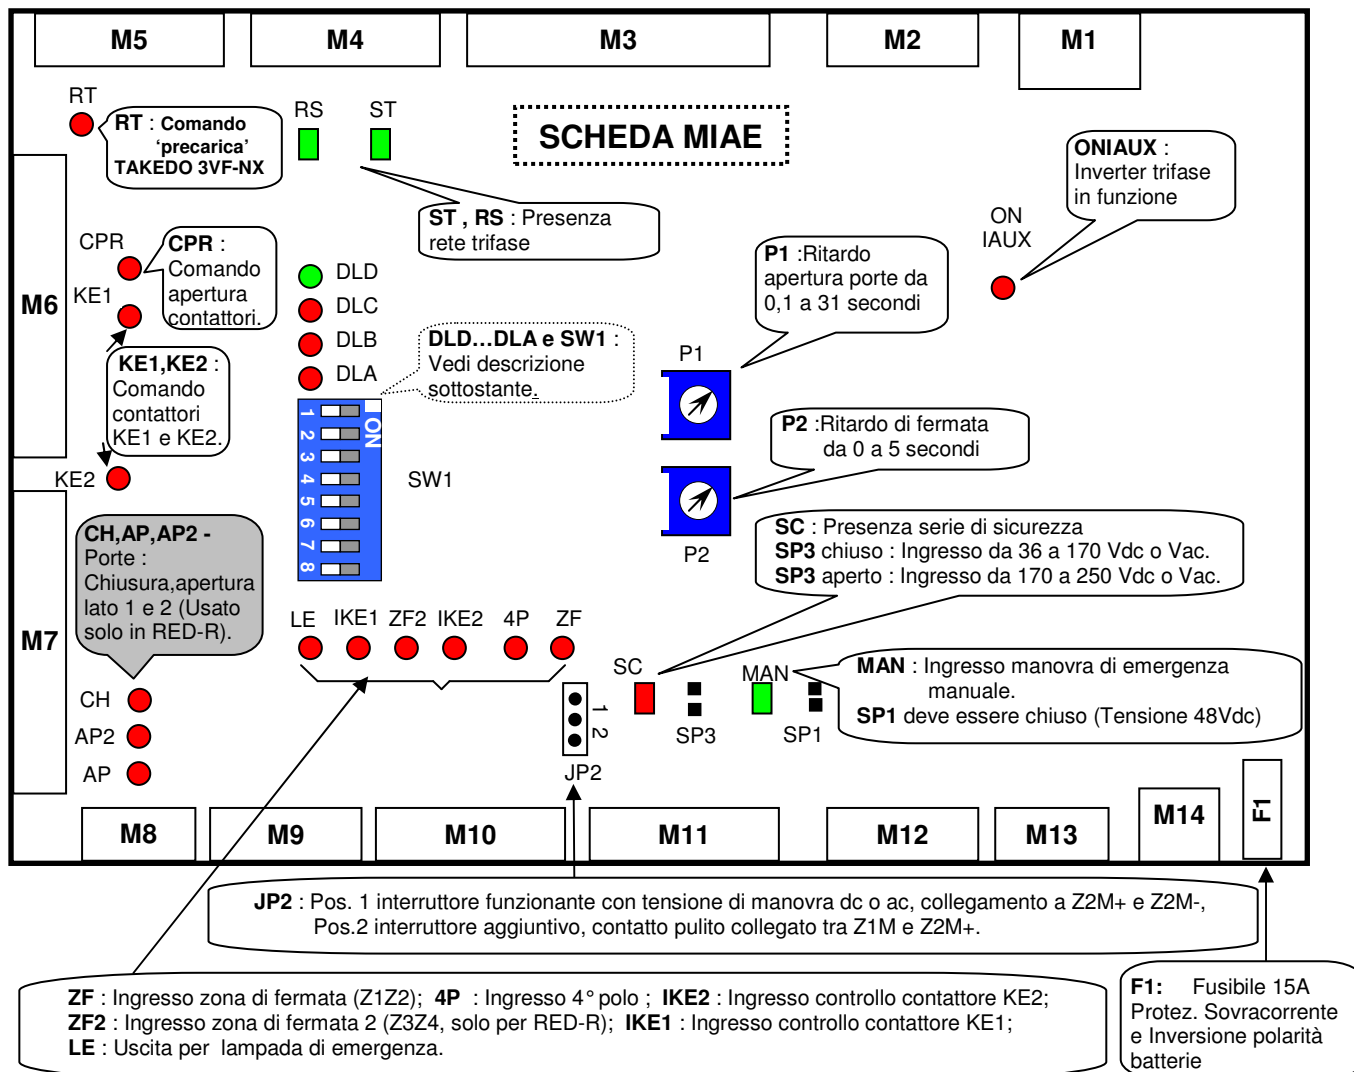 M5
M4
M3
M2
M1
RT
RT : Comando
'precarica'
TAKEDO 3VF-NX
RS
ST
SCHEDA MIAE
ONIAUX :
Inverter trifase
in funzione
ST , RS : Presenza
rete trifase
ON
IAUX
CPR
CPR :
Comando
apertura
contattori.
KE1
M6
DLD
DLC
DLB
DLA
P1 :Ritardo
apertura porte da
0,1 a 31 secondi
DLD...DLA e SW1 :
Vedi descrizione
sottostante.
P1
KE1,KE2 :
Comando
contattori
KE1 e KE2.
KE2
1
2
3
4
5
6
7
8
ON
SW1
P2 :Ritardo di fermata
da 0 a 5 secondi
P2
CH,AP,AP2 -
Porte :
Chiusura,apertura
lato 1 e 2 (Usato
solo in RED-R).
SC : Presenza serie di sicurezza
SP3 chiuso : Ingresso da 36 a 170 Vdc o Vac.
SP3 aperto : Ingresso da 170 a 250 Vdc o Vac.
M7
LE
IKE1
ZF2
IKE2
4P
ZF
SC
MAN
MAN : Ingresso manovra di emergenza
manuale.
SP1 deve essere chiuso (Tensione 48Vdc)
CH
AP2
AP
1
2
JP2
SP3
SP1
M8
M9
M10
M11
M12
M13
M14
F1
JP2 : Pos. 1 interruttore funzionante con tensione di manovra dc o ac, collegamento a Z2M+ e Z2M-,
Pos.2 interruttore aggiuntivo, contatto pulito collegato tra Z1M e Z2M+.
ZF : Ingresso zona di fermata (Z1Z2); 4P : Ingresso 4° polo ; IKE2 : Ingresso controllo contattore KE2;
ZF2 : Ingresso zona di fermata 2 (Z3Z4, solo per RED-R); IKE1 : Ingresso controllo contattore KE1;
LE : Uscita per lampada di emergenza.
F1: Fusibile 15A
Protez. Sovracorrente
e Inversione polarità
batterie